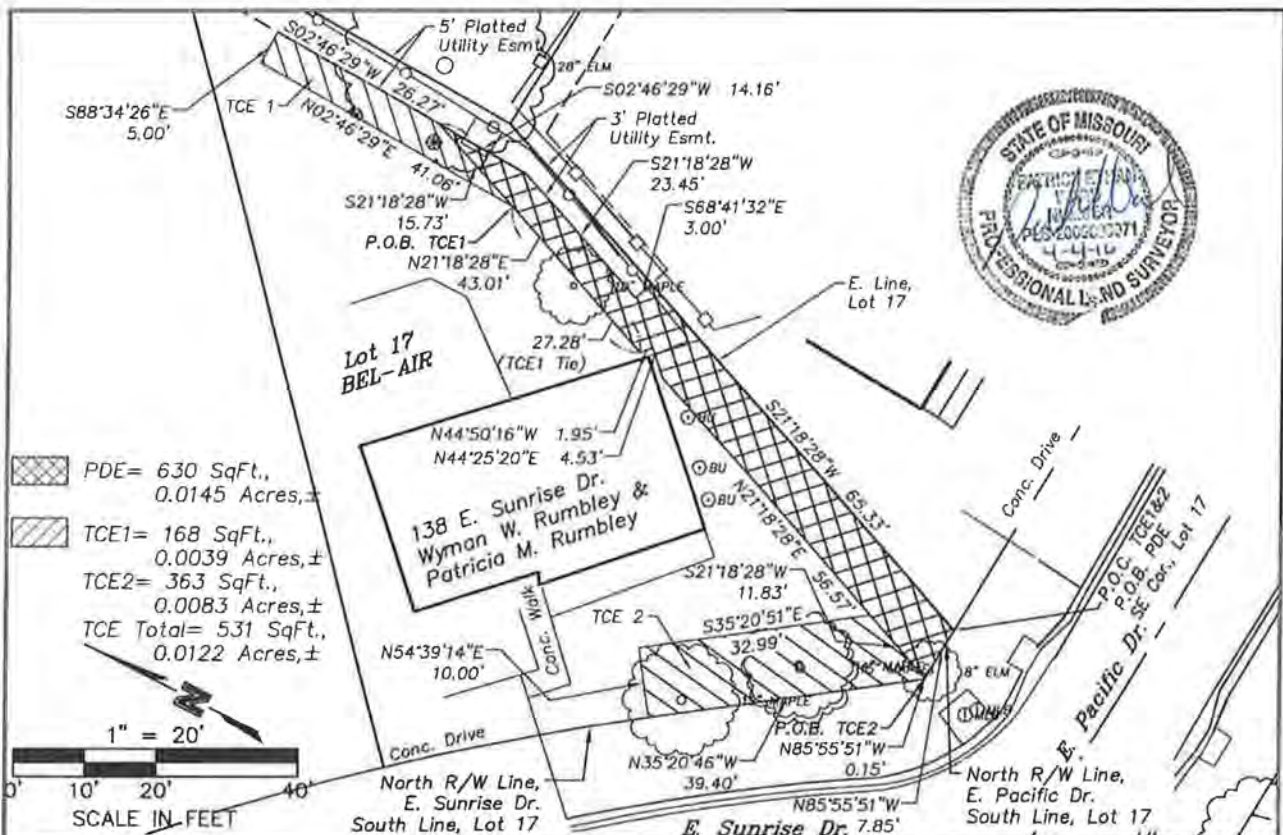 5' Platted
Utility Esmt.
S02°46'29"W
26.27'
28" ELM
S02°46'29"W 14.16'
3' Platted
Utility Esmt.
S88°34'26"E
5.00'
TCE 1
N02°46'29"E
41.06'
S21°18'28"W
23.45'
S68°41'32"E
3.00'
S21°18'28"W
15.73'
P.O.B. TCE1
N21°18'28"E
43.01'
E. Line,
Lot 17
27.28'
(TCE1 Tie)
Lot 17
BEL-AIR
STATE OF MISSOURI
PROFESSIONAL LAND SURVEYOR
N44°50'16"W 1.95'
N44°25'20"E 4.53'
BU
BU
S21°18'28"W 65.33'
N21°18'28"E 56.57'
Conc. Drive
PDE= 630 SqFt.,
0.0145 Acres,±
TCE1= 168 SqFt.,
0.0039 Acres,±
TCE2= 363 SqFt.,
0.0083 Acres,±
TCE Total= 531 SqFt.,
0.0122 Acres,±
138 E. Sunrise Dr.
Wyman W. Rumbley &
Patricia M. Rumbley
Conc. Walk
S21°18'28"W
11.83'
TCE 2
S35°20'51"E
32.99'
P.O.C. TCE1&2
P.O.B. PDE
SE Cor., Lot 17
N54°39'14"E
10.00'
MAPLE
8" ELM
Conc. Drive
P.O.B. TCE2
N85°55'51"W
0.15'
N35°20'46"W
39.40'
E. Pacific Dr.
N
1" = 20'
0' 10' 20' 40'
SCALE IN FEET
North R/W Line,
E. Sunrise Dr.
South Line, Lot 17
N85°55'51"W
7.85'
E. Sunrise Dr.
North R/W Line,
E. Pacific Dr.
South Line, Lot 17